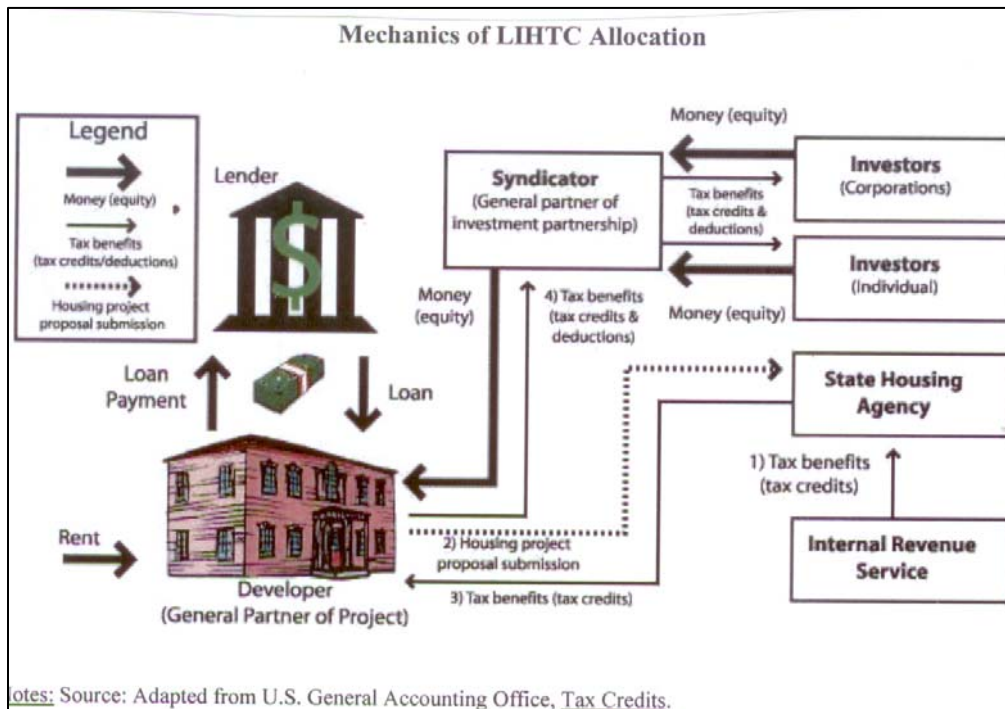 Mechanics of LIHTC Allocation
Legend
Money (equity)
Tax benefits
(tax credits/deductions)
Housing project
proposal submission
Lender
$
Loan
Payment
Loan
Rent
Developer
(General Partner of Project)
Syndicator
(General partner of
investment partnership)
Money
(equity)
4) Tax benefits
(tax credits &
deductions)
2) Housing project
proposal submission
3) Tax benefits (tax credits)
Money (equity)
Tax benefits
(tax credits &
deductions)
Money (equity)
Investors
(Corporations)
Investors
(Individual)
State Housing
Agency
1) Tax benefits
(tax credits)
Internal Revenue
Service
otes: Source: Adapted from U.S. General Accounting Office, Tax Credits.